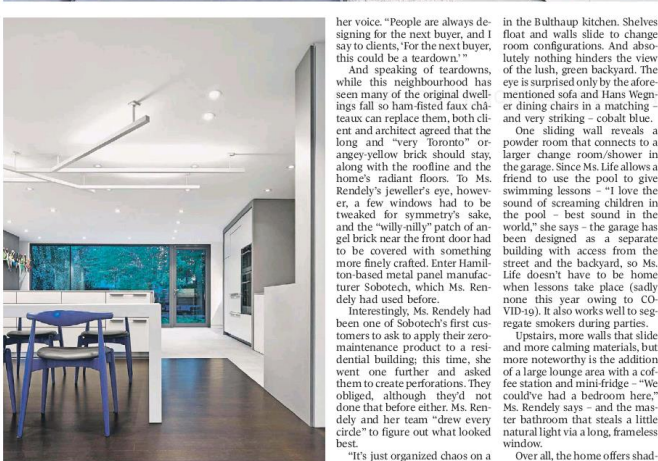 her voice. “People are always de-
signing for the next buyer, and I
say to clients, ‘For the next buyer,
this could be a teardown.’ ”
And speaking of teardowns,
while this neighbourhood has
seen many of the original dwell-
ings fall so ham-fisted faux châ-
teaux can replace them, both cli-
ent and architect agreed that the
long and “very Toronto” or-
angey-yellow brick should stay,
along with the roofline and the
home’s radiant floors. To Ms.
Rendely’s jeweller’s eye, howev-
er, a few windows had to be
tweaked for symmetry’s sake,
and the “willy-nilly” patch of an-
gel brick near the front door had
to be covered with something
more finely crafted. Enter Hamil-
ton-based metal panel manufac-
turer Sobotech, which Ms. Ren-
dely had used before.
Interestingly, Ms. Rendely had
been one of Sobotech’s first cus-
tomers to ask to apply their zero-
maintenance product to a resi-
dential building; this time, she
went one further and asked
them to create perforations. They
obliged, although they’d not
done that before either. Ms. Ren-
dely and her team “drew every
circle” to figure out what looked
best.
“It’s just organized chaos on a
in the Bulthaup kitchen. Shelves
float and walls slide to change
room configurations. And abso-
lutely nothing hinders the view
of the lush, green backyard. The
eye is surprised only by the afore-
mentioned sofa and Hans Wegn-
er dining chairs in a matching –
and very striking – cobalt blue.
One sliding wall reveals a
powder room that connects to a
larger change room/shower in
the garage. Since Ms. Life allows a
friend to use the pool to give
swimming lessons – “I love the
sound of screaming children in
the pool – best sound in the
world,” she says – the garage has
been designed as a separate
building with access from the
street and the backyard, so Ms.
Life doesn’t have to be home
when lessons take place (sadly
none this year owing to CO-
VID-19). It also works well to seg-
regate smokers during parties.
Upstairs, more walls that slide
and more calming materials, but
more noteworthy is the addition
of a large lounge area with a cof-
fee station and mini-fridge – “We
could’ve had a bedroom here,”
Ms. Rendely says – and the mas-
ter bathroom that steals a little
natural light via a long, frameless
window.
Over all, the home offers shad-